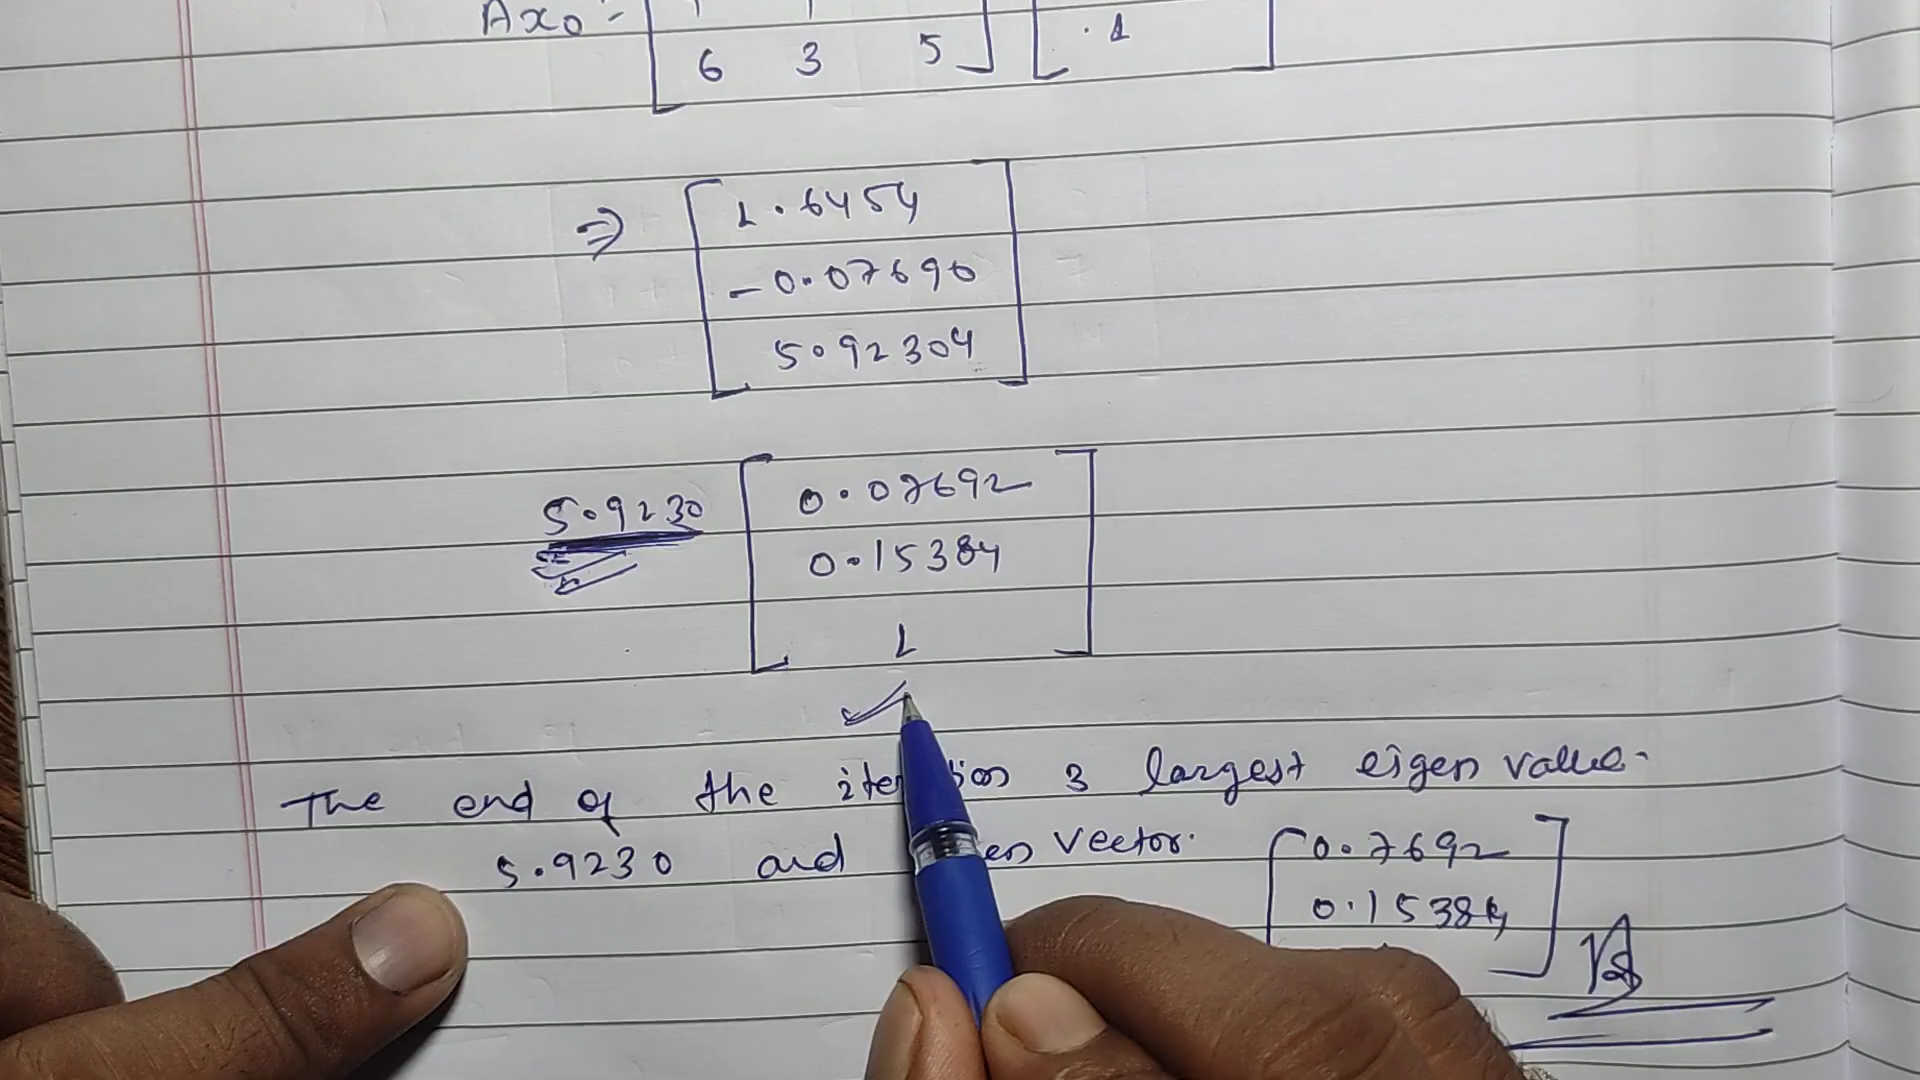 Ax0 =
6 3 5 .1
⇒ 1.6454
-0.07690
5.92304
5.9230 0.07692
0.15384
1
The end of the iteration 3 largest eigen value.
5.9230 and vector. 0.7692
0.15384